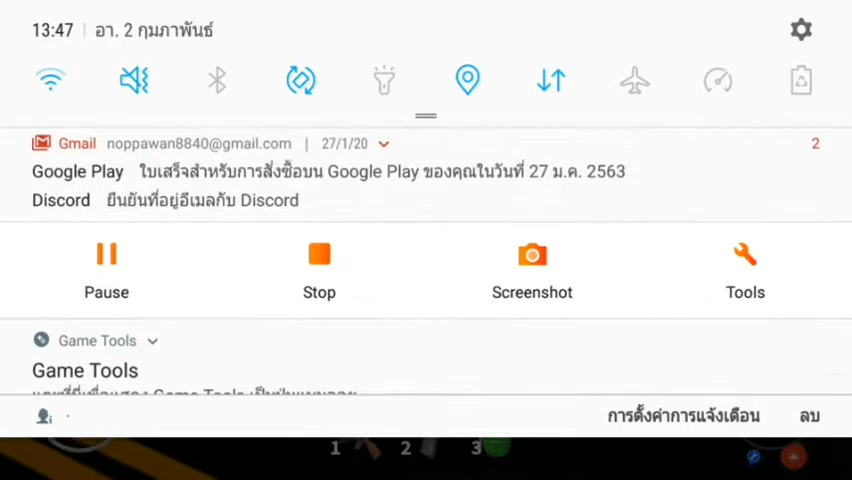 13:47 | อา. 2 กุมภาพันธ์
Gmail noppawan8840@gmail.com | 27/1/20 2
Google Play ใบเสร็จสำหรับการสั่งซื้อบน Google Play ของคุณในวันที่ 27 ม.ค. 2563
Discord ยืนยันที่อยู่อีเมลกับ Discord
Pause Stop Screenshot Tools
Game Tools
Game Tools
การตั้งค่าการแจ้งเตือน ลบ
1 2 3